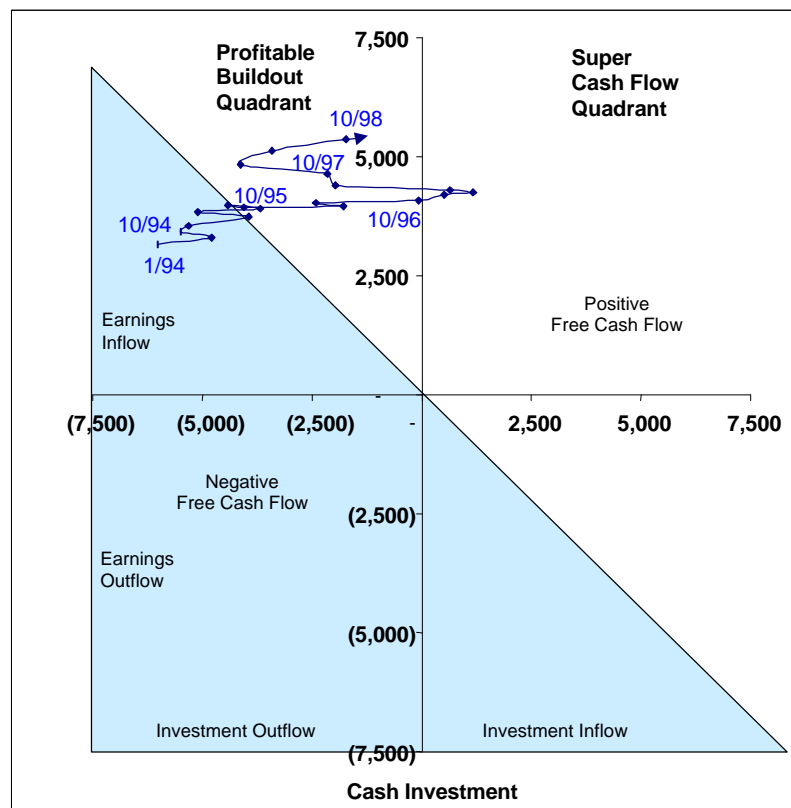 7,500
Profitable
Buildout
Quadrant
Super
Cash Flow
Quadrant
10/98
5,000
10/97
10/95
10/96
10/94
1/94
2,500
Positive
Free Cash Flow
Earnings
Inflow
-
(7,500)
(5,000)
(2,500)
-
2,500
5,000
7,500
Negative
Free Cash Flow
(2,500)
Earnings
Outflow
(5,000)
Investment Outflow
Investment Inflow
(7,500)
Cash Investment